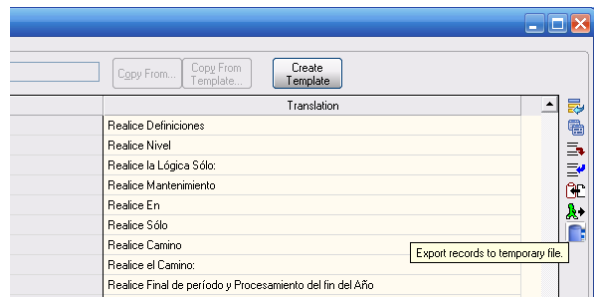 Copy From...
Copy From
Template...
Create
Template
Translation
Realice Definiciones
Realice Nivel
Realice la Lógica Sólo:
Realice Mantenimiento
Realice En
Realice Sólo
Realice Camino
Realice el Camino:
Realice Final de período y Procesamiento del fin del Año
Export records to temporary file.